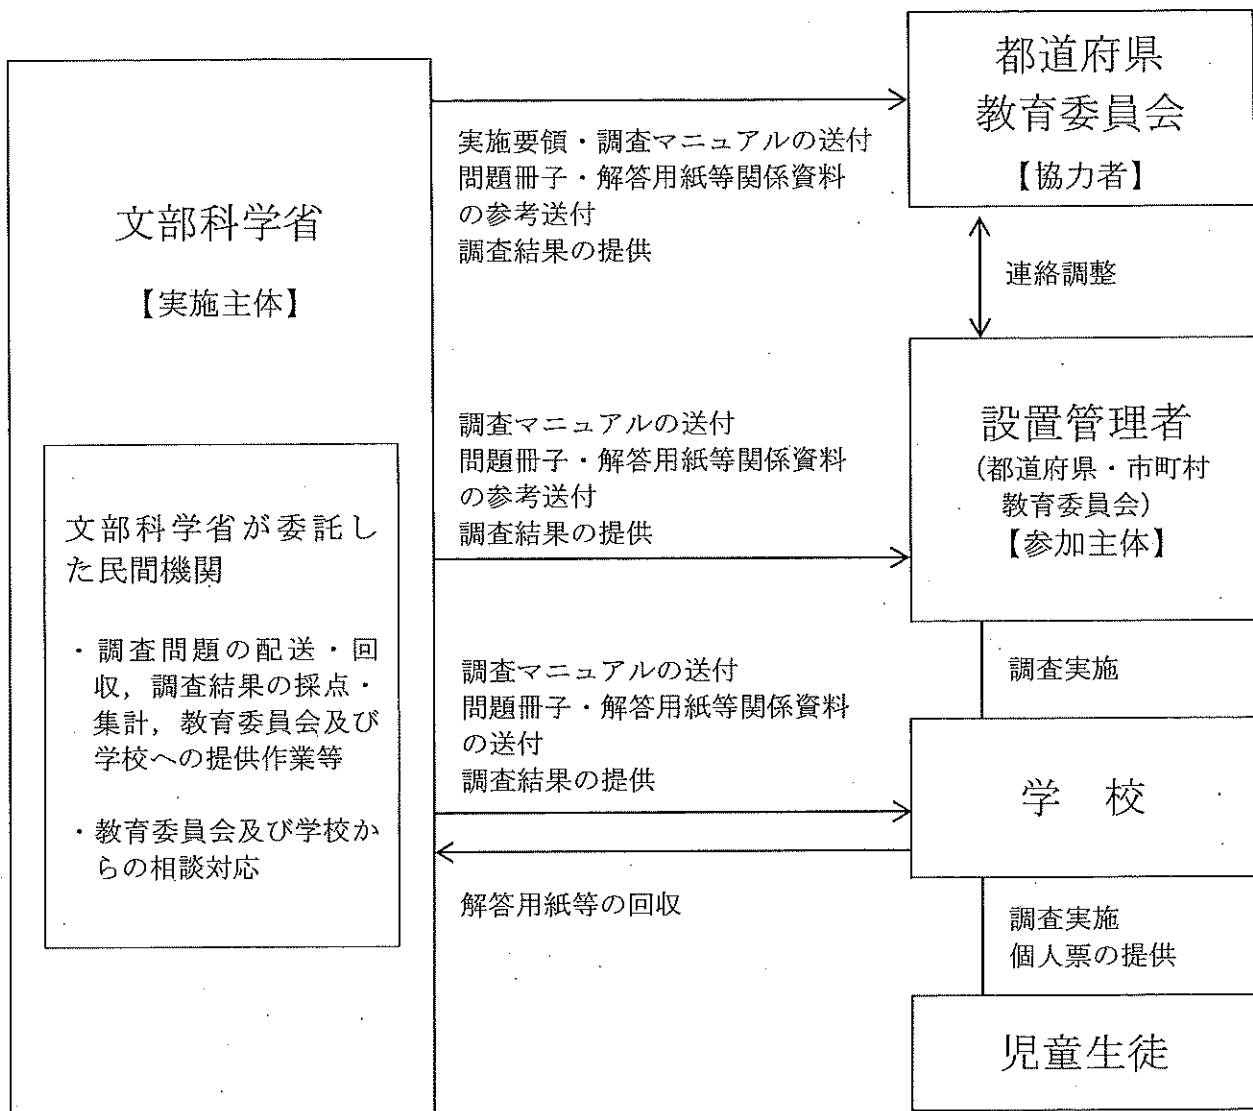 文部科学省
【実施主体】
文部科学省が委託し
た民間機関
・調査問題の配送・回
収，調査結果の採点・
集計，教育委員会及び
学校への提供作業等
・教育委員会及び学校か
らの相談対応
実施要領・調査マニュアルの送付
問題冊子・解答用紙等関係資料
の参考送付
調査結果の提供
都道府県
教育委員会
【協力者】
連絡調整
調査マニュアルの送付
問題冊子・解答用紙等関係資料
の参考送付
調査結果の提供
設置管理者
(都道府県・市町村
教育委員会)
【参加主体】
調査実施
調査マニュアルの送付
問題冊子・解答用紙等関係資料
の送付
調査結果の提供
学　校
解答用紙等の回収
調査実施
個人票の提供
児童生徒